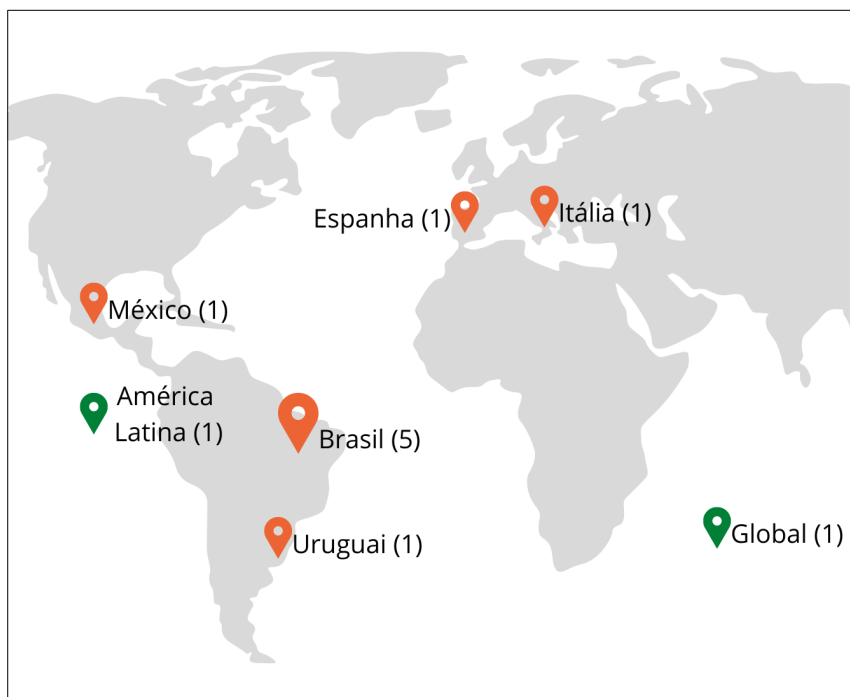 Espanha (1)
Itália (1)
México (1)
América
Latina (1)
Brasil (5)
Uruguai (1)
Global (1)